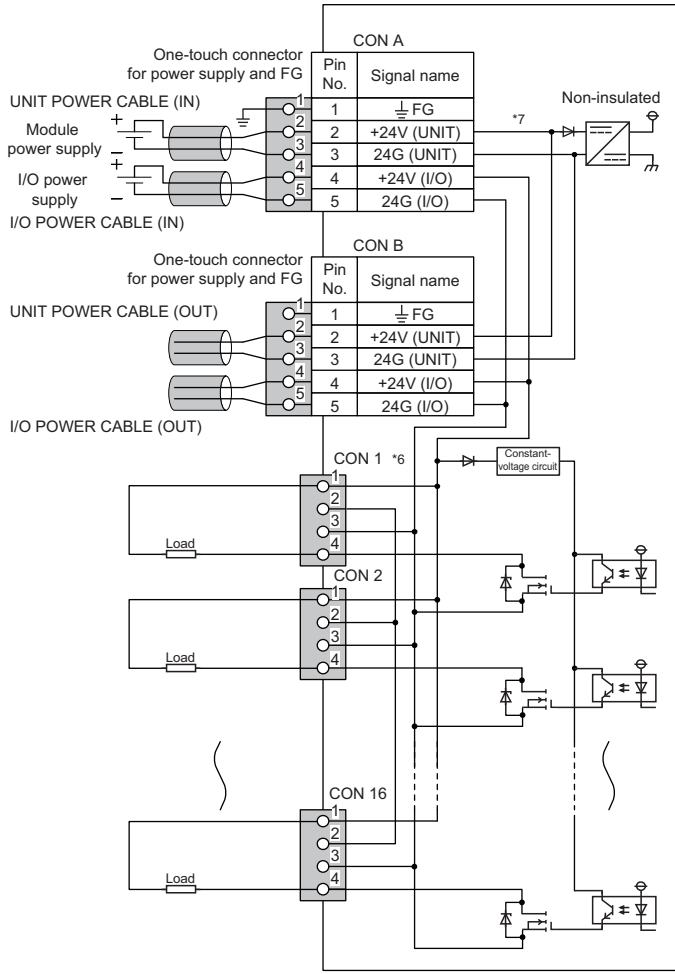 CON A
One-touch connector
for power supply and FG
Pin No.
Signal name
UNIT POWER CABLE (IN)
1
1 FG
Non-insulated
+
Module
power supply
−
2
2 +24V (UNIT)
*7
3
3 24G (UNIT)
+
I/O power
supply
−
4
4 +24V (I/O)
5
5 24G (I/O)
I/O POWER CABLE (IN)
CON B
One-touch connector
for power supply and FG
Pin No.
Signal name
UNIT POWER CABLE (OUT)
1
1 FG
2
2 +24V (UNIT)
3
3 24G (UNIT)
4
4 +24V (I/O)
5
5 24G (I/O)
I/O POWER CABLE (OUT)
CON 1 *6
Constant-
voltage circuit
1
2
3
4
Load
CON 2
1
2
3
4
Load
CON 16
1
2
3
4
Load